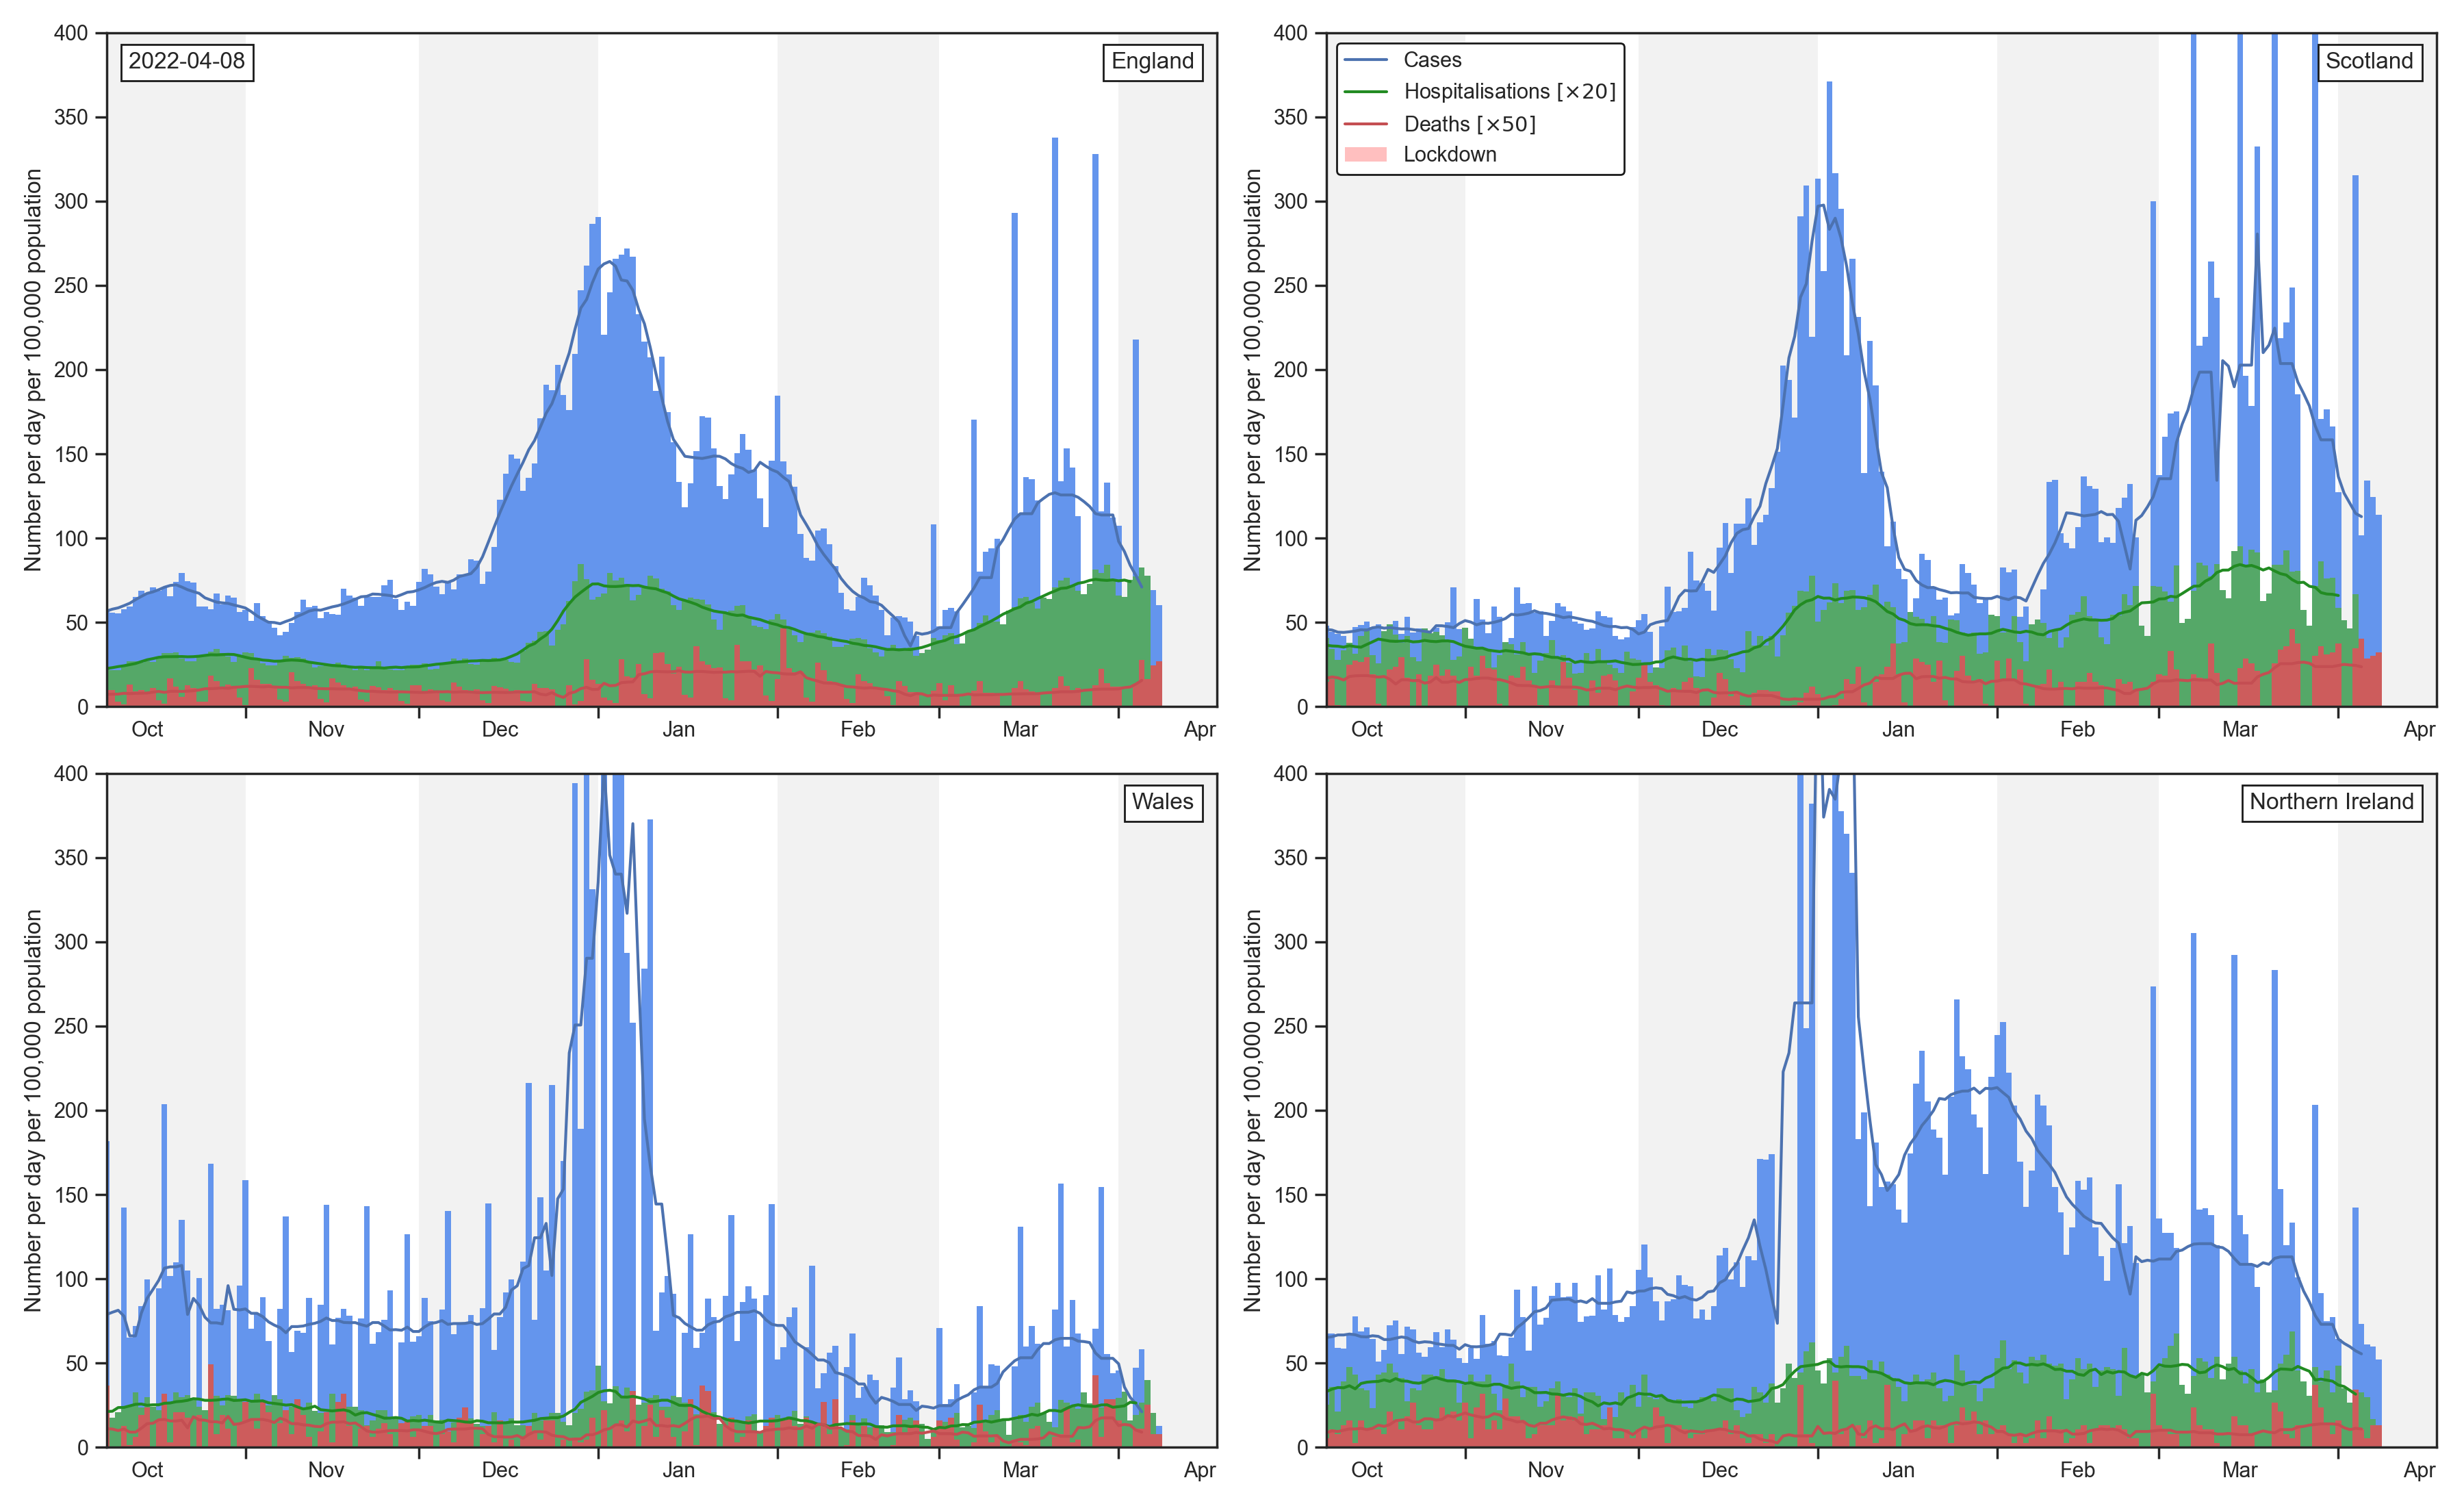 2022-04-08
England
400
350
300
250
200
150
100
50
0
Number per day per 100,000 population
Oct Nov Dec Jan Feb Mar Apr
Scotland
Cases
Hospitalisations [×20]
Deaths [×50]
Lockdown
400
350
300
250
200
150
100
50
0
Number per day per 100,000 population
Oct Nov Dec Jan Feb Mar Apr
Wales
400
350
300
250
200
150
100
50
0
Number per day per 100,000 population
Oct Nov Dec Jan Feb Mar Apr
Northern Ireland
400
350
300
250
200
150
100
50
0
Number per day per 100,000 population
Oct Nov Dec Jan Feb Mar Apr